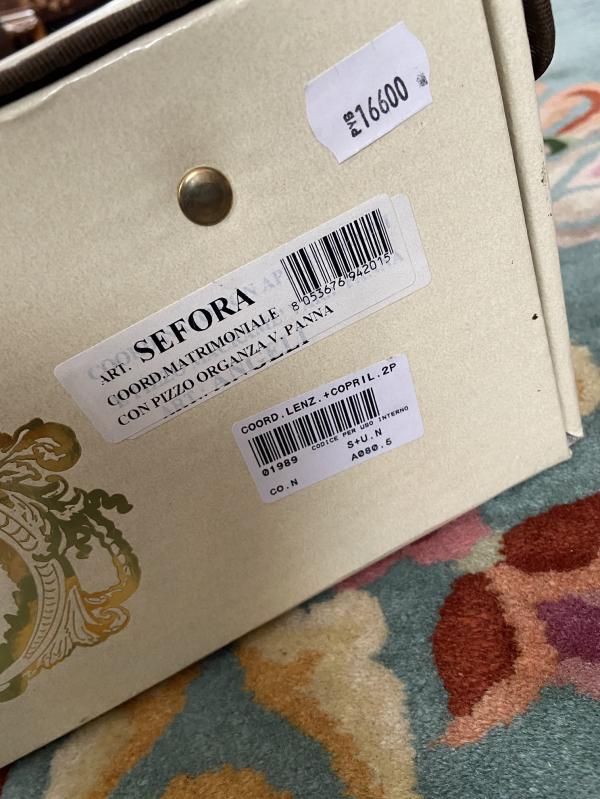 PYB 16600
ART. SEFORA
COORD.MATRIMONIALE
CON PIZZO ORGANZA V. PANNA
8 053676 942015
COORD.LENZ.+COPRIL.2P
CODICE PER USO INTERNO
01989 S+U.N
CO.N A080.5